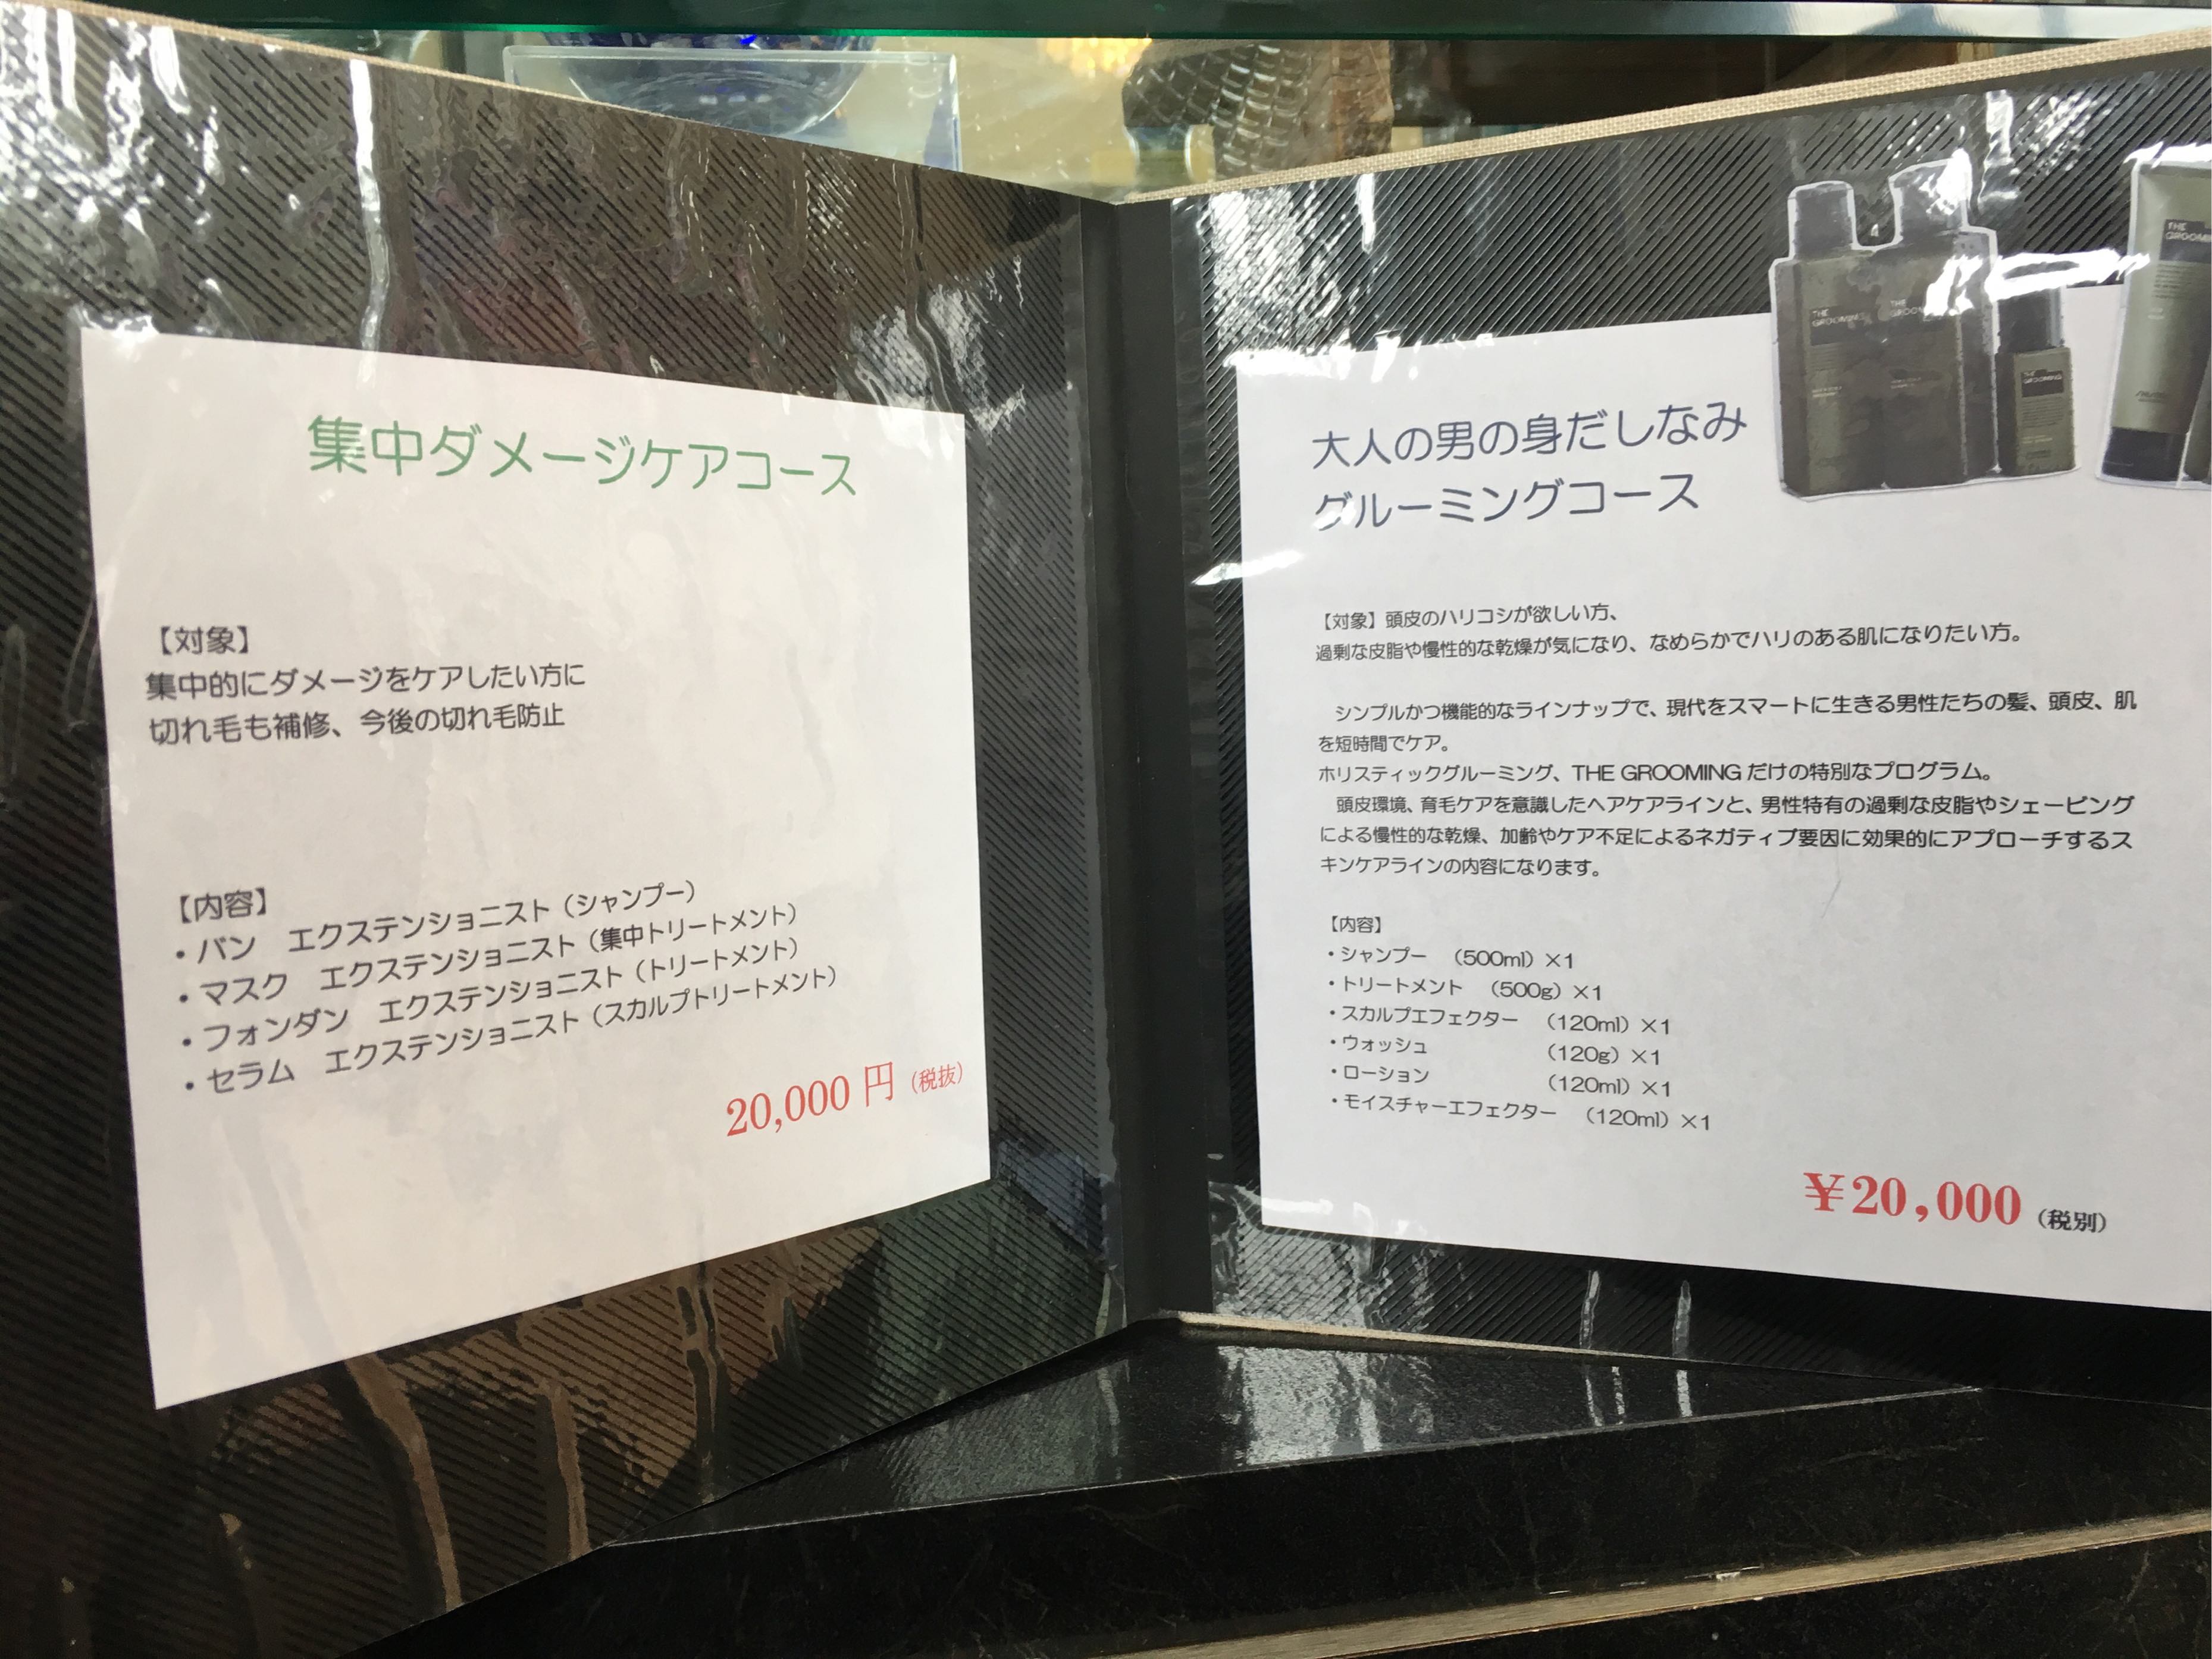 集中ダメージケアコース
【対象】
集中的にダメージをケアしたい方に
切れ毛も補修、今後の切れ毛防止
【内容】
・バン　エクステンショニスト（シャンプー）
・マスク　エクステンショニスト（集中トリートメント）
・フォンダン　エクステンショニスト（トリートメント）
・セラム　エクステンショニスト（スカルプトリートメント）
20,000 円（税抜）
大人の男の身だしなみ
グルーミングコース
THE GROOMING
THE
THE GROOMING
THE
【対象】頭皮のハリコシが欲しい方、
過剰な皮脂や慢性的な乾燥が気になり、なめらかでハリのある肌になりたい方。
シンプルかつ機能的なラインナップで、現代をスマートに生きる男性たちの髪、頭皮、肌
を短時間でケア。
ホリスティックグルーミング、THE GROOMING だけの特別なプログラム。
頭皮環境、育毛ケアを意識したヘアケアラインと、男性特有の過剰な皮脂やシェービング
による慢性的な乾燥、加齢やケア不足によるネガティブ要因に効果的にアプローチするス
キンケアラインの内容になります。
【内容】
・シャンプー　（500ml）×1
・トリートメント　（500g）×1
・スカルプエフェクター　（120ml）×1
・ウォッシュ　（120g）×1
・ローション　（120ml）×1
・モイスチャーエフェクター　（120ml）×1
¥20,000（税別）